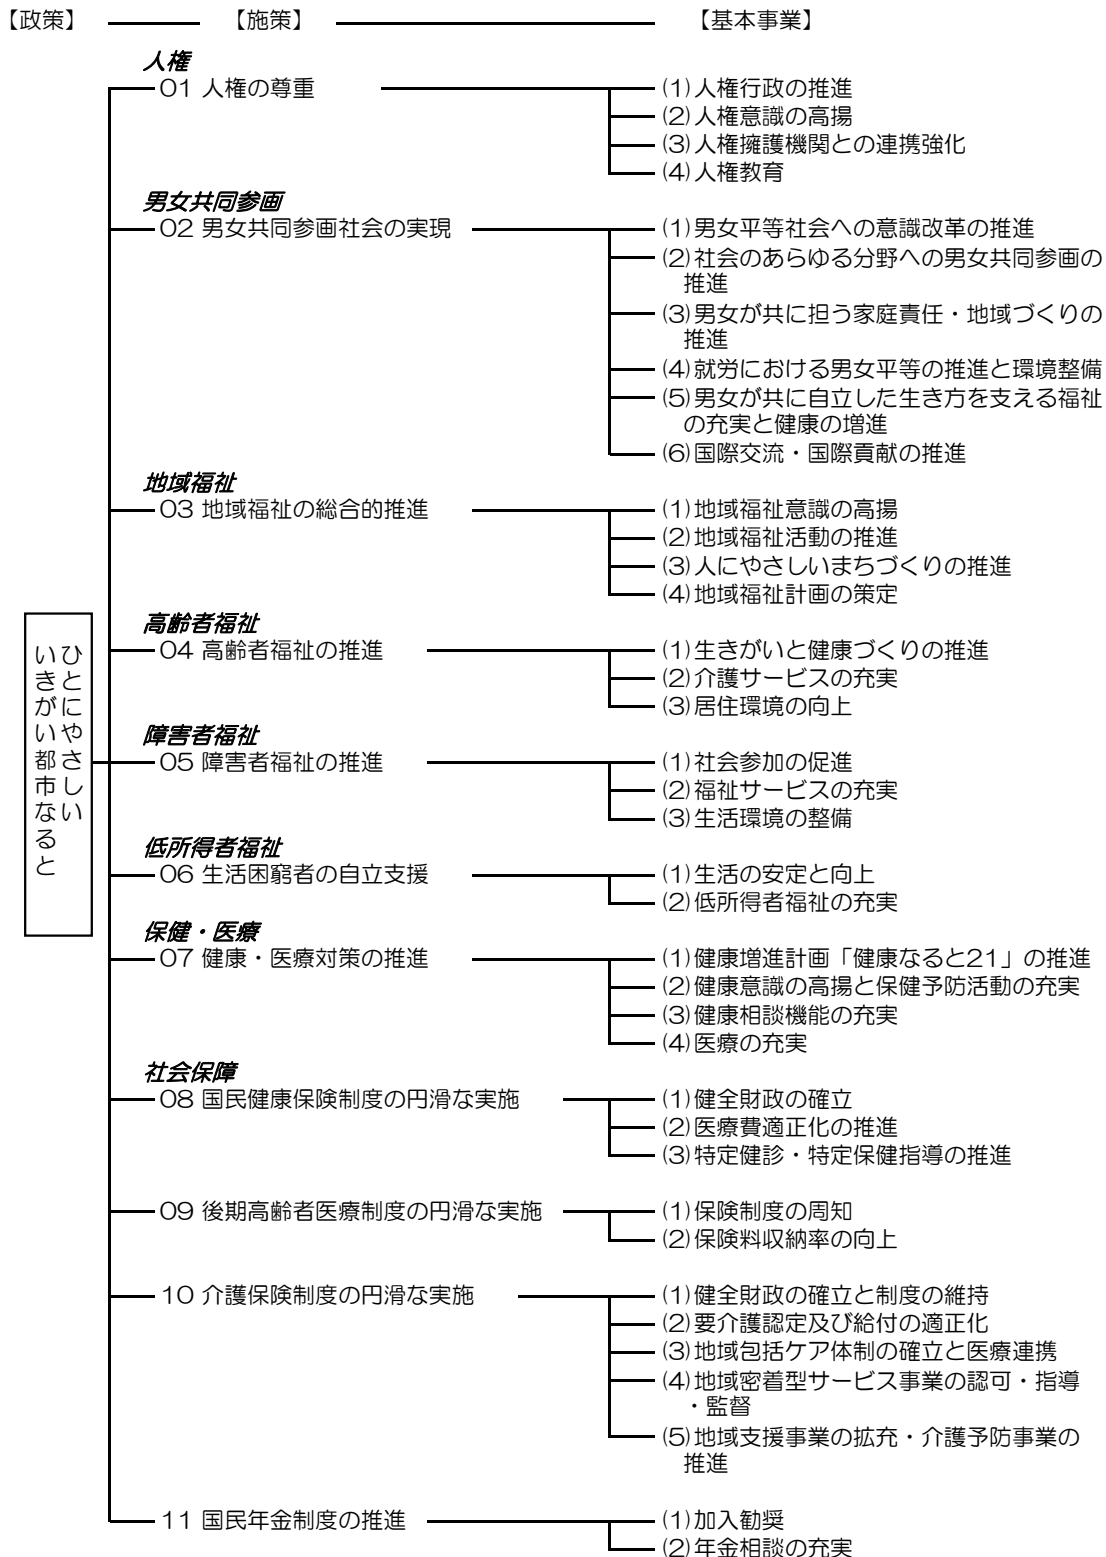 【政策】 【施策】 【基本事業】
人権
01 人権の尊重
(1)人権行政の推進
(2)人権意識の高揚
(3)人権擁護機関との連携強化
(4)人権教育
男女共同参画
02 男女共同参画社会の実現
(1)男女平等社会への意識改革の推進
(2)社会のあらゆる分野への男女共同参画の
推進
(3)男女が共に担う家庭責任・地域づくりの
推進
(4)就労における男女平等の推進と環境整備
(5)男女が共に自立した生き方を支える福祉
の充実と健康の増進
(6)国際交流・国際貢献の推進
地域福祉
03 地域福祉の総合的推進
(1)地域福祉意識の高揚
(2)地域福祉活動の推進
(3)人にやさしいまちづくりの推進
(4)地域福祉計画の策定
ひとにやさしい
いきがい都市なると
高齢者福祉
04 高齢者福祉の推進
(1)生きがいと健康づくりの推進
(2)介護サービスの充実
(3)居住環境の向上
障害者福祉
05 障害者福祉の推進
(1)社会参加の促進
(2)福祉サービスの充実
(3)生活環境の整備
低所得者福祉
06 生活困窮者の自立支援
(1)生活の安定と向上
(2)低所得者福祉の充実
保健・医療
07 健康・医療対策の推進
(1)健康増進計画「健康なると21」の推進
(2)健康意識の高揚と保健予防活動の充実
(3)健康相談機能の充実
(4)医療の充実
社会保障
08 国民健康保険制度の円滑な実施
(1)健全財政の確立
(2)医療費適正化の推進
(3)特定健診・特定保健指導の推進
09 後期高齢者医療制度の円滑な実施
(1)保険制度の周知
(2)保険料収納率の向上
10 介護保険制度の円滑な実施
(1)健全財政の確立と制度の維持
(2)要介護認定及び給付の適正化
(3)地域包括ケア体制の確立と医療連携
(4)地域密着型サービス事業の認可・指導
・監督
(5)地域支援事業の拡充・介護予防事業の
推進
11 国民年金制度の推進
(1)加入勧奨
(2)年金相談の充実